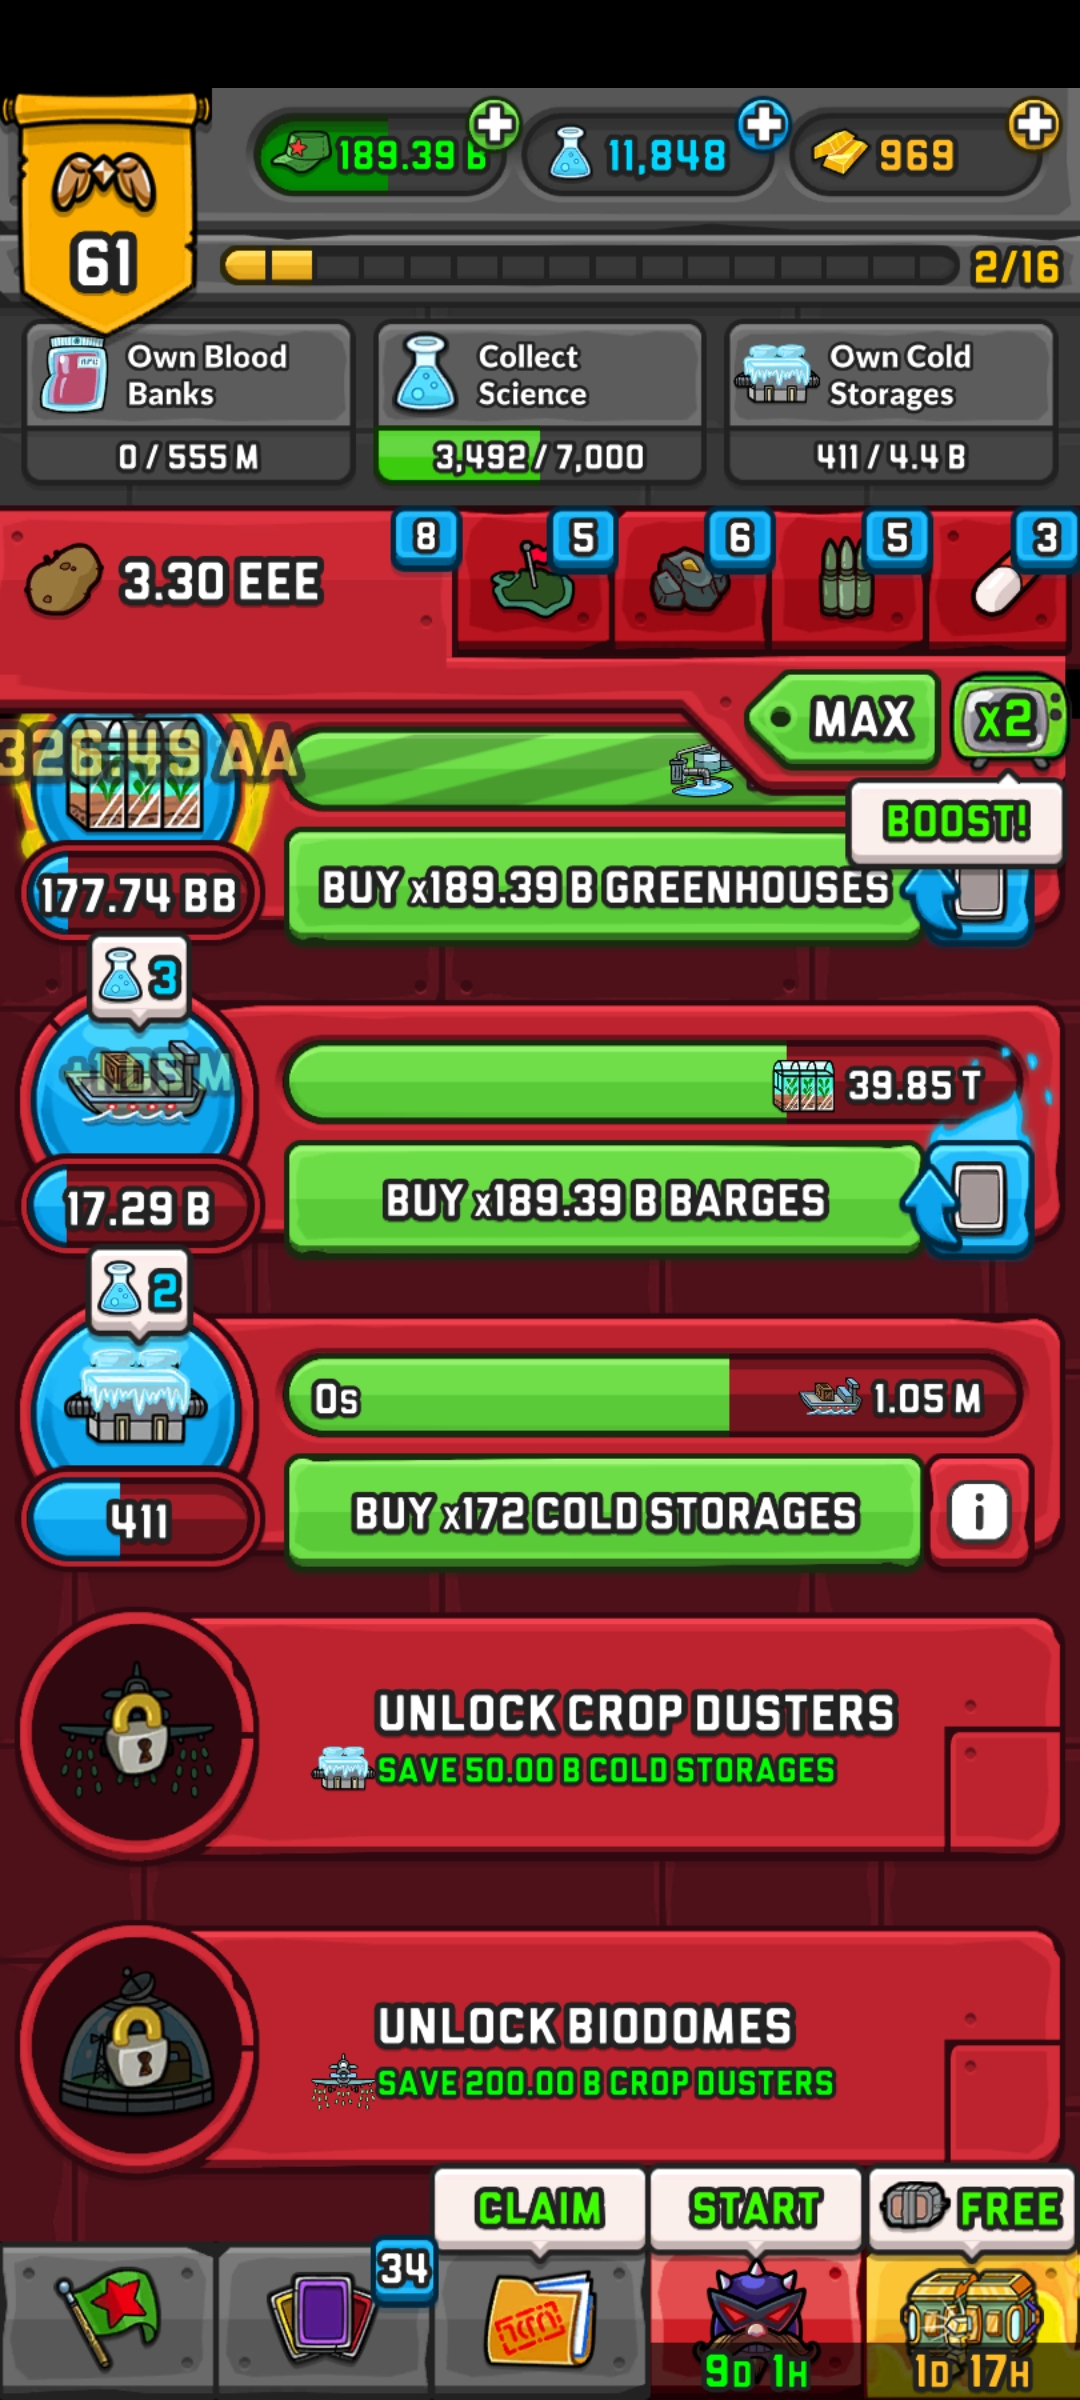 189.39 B
11,848
969
61
2/16
Own Blood
Banks
0 / 555 M
Collect
Science
3,492 / 7,000
Own Cold
Storages
411 / 4.4 B
3.30 EEE
8
5
6
5
3
MAX
x2
BOOST!
326.49 AA
177.74 BB
BUY x189.39 B GREENHOUSES
3
+1.05 M
39.85 T
17.29 B
BUY x189.39 B BARGES
2
0s
1.05 M
411
BUY x172 COLD STORAGES
i
UNLOCK CROP DUSTERS
SAVE 50.00 B COLD STORAGES
UNLOCK BIODOMES
SAVE 200.00 B CROP DUSTERS
CLAIM
START
FREE
34
9D 1H
1D 17H